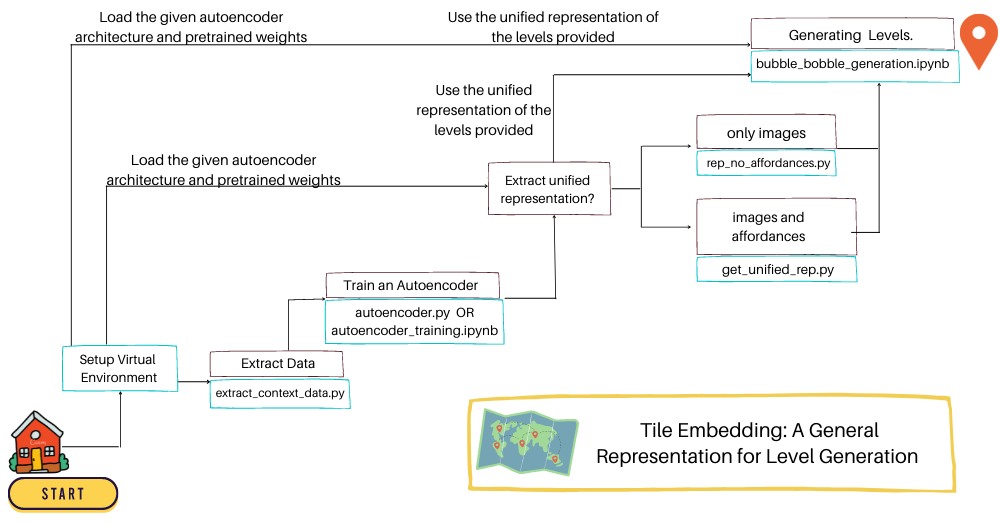 Load the given autoencoder
architecture and pretrained weights
Use the unified representation of
the levels provided
Generating Levels.
bubble_bobble_generation.ipynb
Use the unified
representation of the
levels provided
only images
rep_no_affordances.py
Load the given autoencoder
architecture and pretrained weights
Extract unified
representation?
images and
affordances
get_unified_rep.py
Train an Autoencoder
autoencoder.py OR
autoencoder_training.ipynb
Setup Virtual
Environment
Extract Data
extract_context_data.py
START
Tile Embedding: A General
Representation for Level Generation